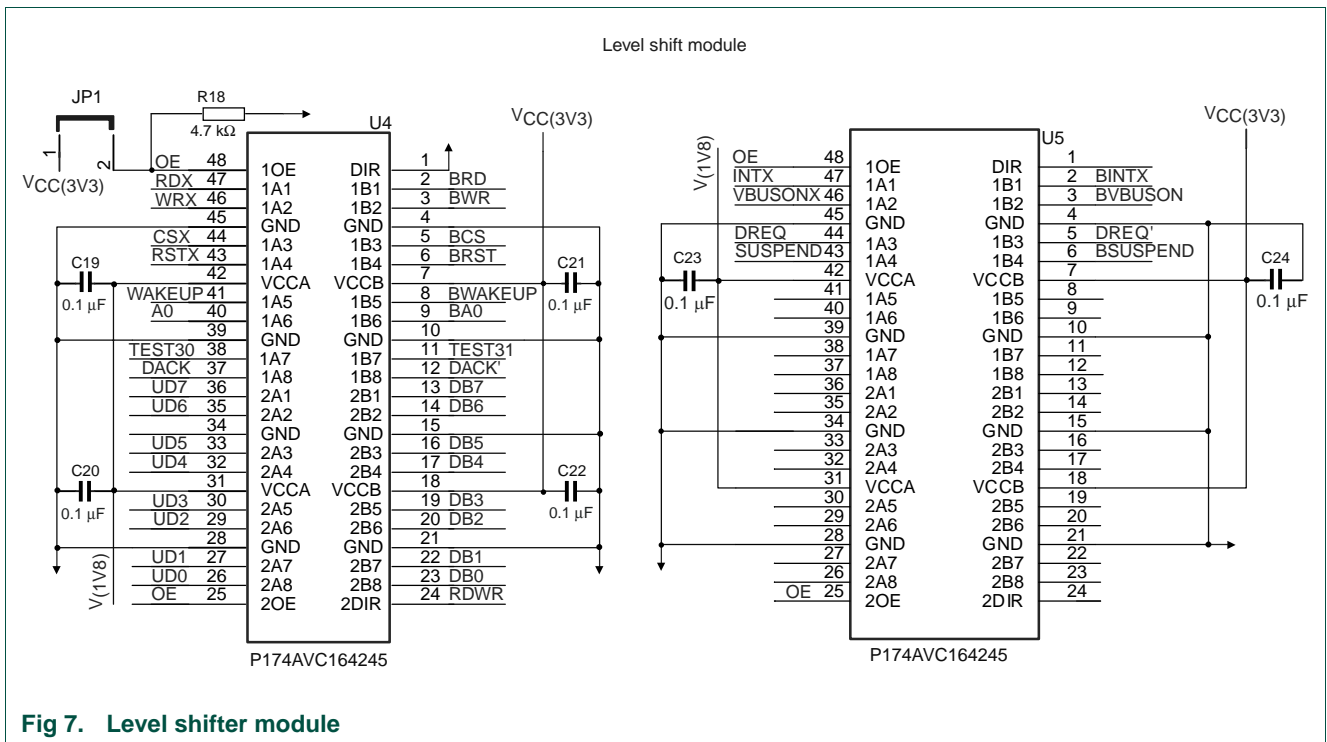 Level shift module
JP1
R18
4.7 kΩ
1
2
VCC(3V3)
VCC(3V3)
U4
OE 48 1OE DIR 1
RDX 47 1A1 1B1 2 BRD
WRX 46 1A2 1B2 3 BWR
45 GND GND 4
CSX 44 1A3 1B3 5 BCS
RSTX 43 1A4 1B4 6 BRST
42 VCCA VCCB 7
WAKEUP 41 1A5 1B5 8 BWAKEUP
A0 40 1A6 1B6 9 BA0
39 GND GND 10
TEST30 38 1A7 1B7 11 TEST31
DACK 37 1A8 1B8 12 DACK'
UD7 36 2A1 2B1 13 DB7
UD6 35 2A2 2B2 14 DB6
34 GND GND 15
UD5 33 2A3 2B3 16 DB5
UD4 32 2A4 2B4 17 DB4
31 VCCA VCCB 18
UD3 30 2A5 2B5 19 DB3
UD2 29 2A6 2B6 20 DB2
28 GND GND 21
UD1 27 2A7 2B7 22 DB1
UD0 26 2A8 2B8 23 DB0
OE 25 2OE 2DIR 24 RDWR
C19
0.1 μF
C20
0.1 μF
V(1V8)
C21
0.1 μF
C22
0.1 μF
P174AVC164245
V(1V8)
VCC(3V3)
U5
OE 48 1OE DIR 1
INTX 47 1A1 1B1 2 BINTX
VBUSONX 46 1A2 1B2 3 BVBUSON
45 GND GND 4
DREQ 44 1A3 1B3 5 DREQ'
SUSPEND 43 1A4 1B4 6 BSUSPEND
42 VCCA VCCB 7
41 1A5 1B5 8
40 1A6 1B6 9
39 GND GND 10
38 1A7 1B7 11
37 1A8 1B8 12
36 2A1 2B1 13
35 2A2 2B2 14
34 GND GND 15
33 2A3 2B3 16
32 2A4 2B4 17
31 VCCA VCCB 18
30 2A5 2B5 19
29 2A6 2B6 20
28 GND GND 21
27 2A7 2B7 22
26 2A8 2B8 23
OE 25 2OE 2DIR 24
C23
0.1 μF
C24
0.1 μF
P174AVC164245
Fig 7. Level shifter module